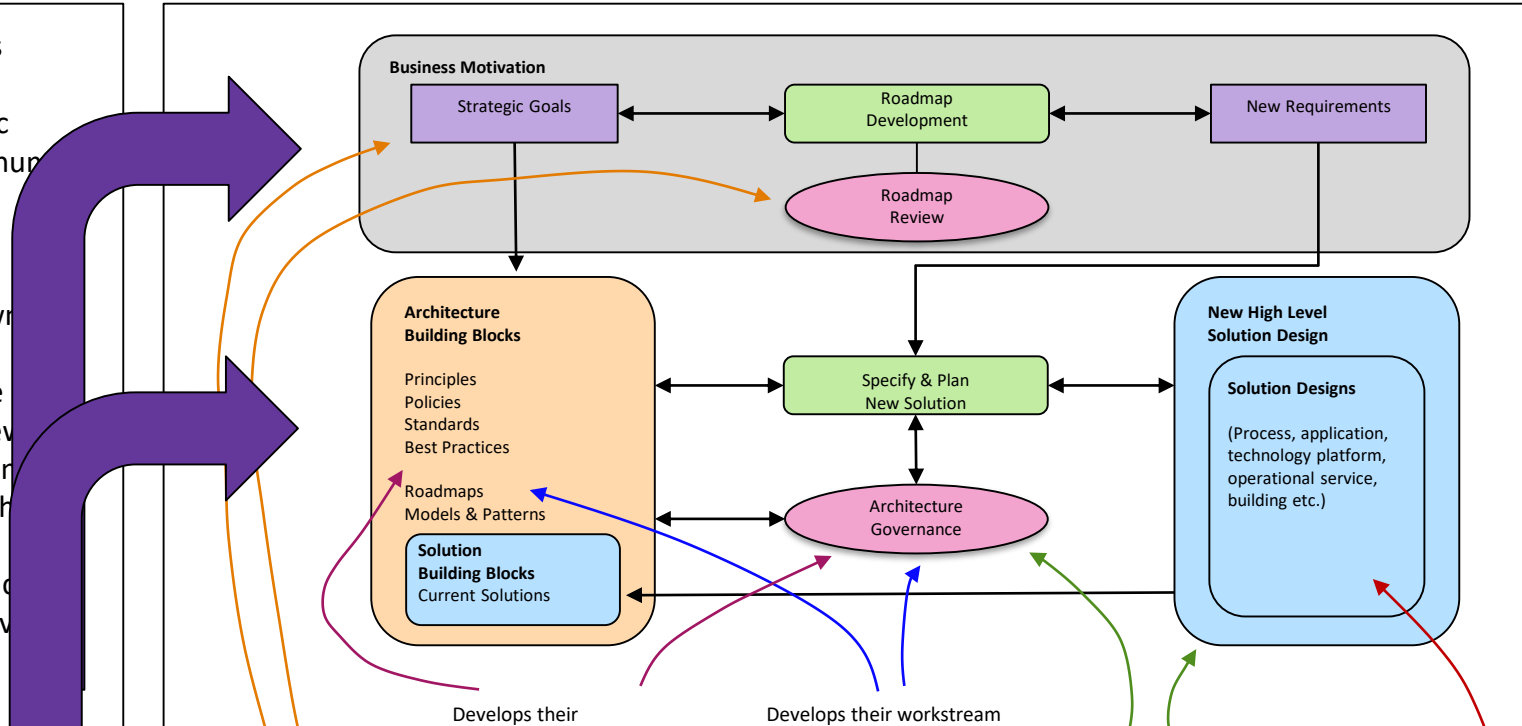 Business Motivation
Strategic Goals
Roadmap
Development
New Requirements
Roadmap
Review
Architecture
Building Blocks
Principles
Policies
Standards
Best Practices
Roadmaps
Models & Patterns
Solution
Building Blocks
Current Solutions
Specify & Plan
New Solution
Architecture
Governance
New High Level
Solution Design
Solution Designs
(Process, application,
technology platform,
operational service,
building etc.)
Develops their
Develops their workstream